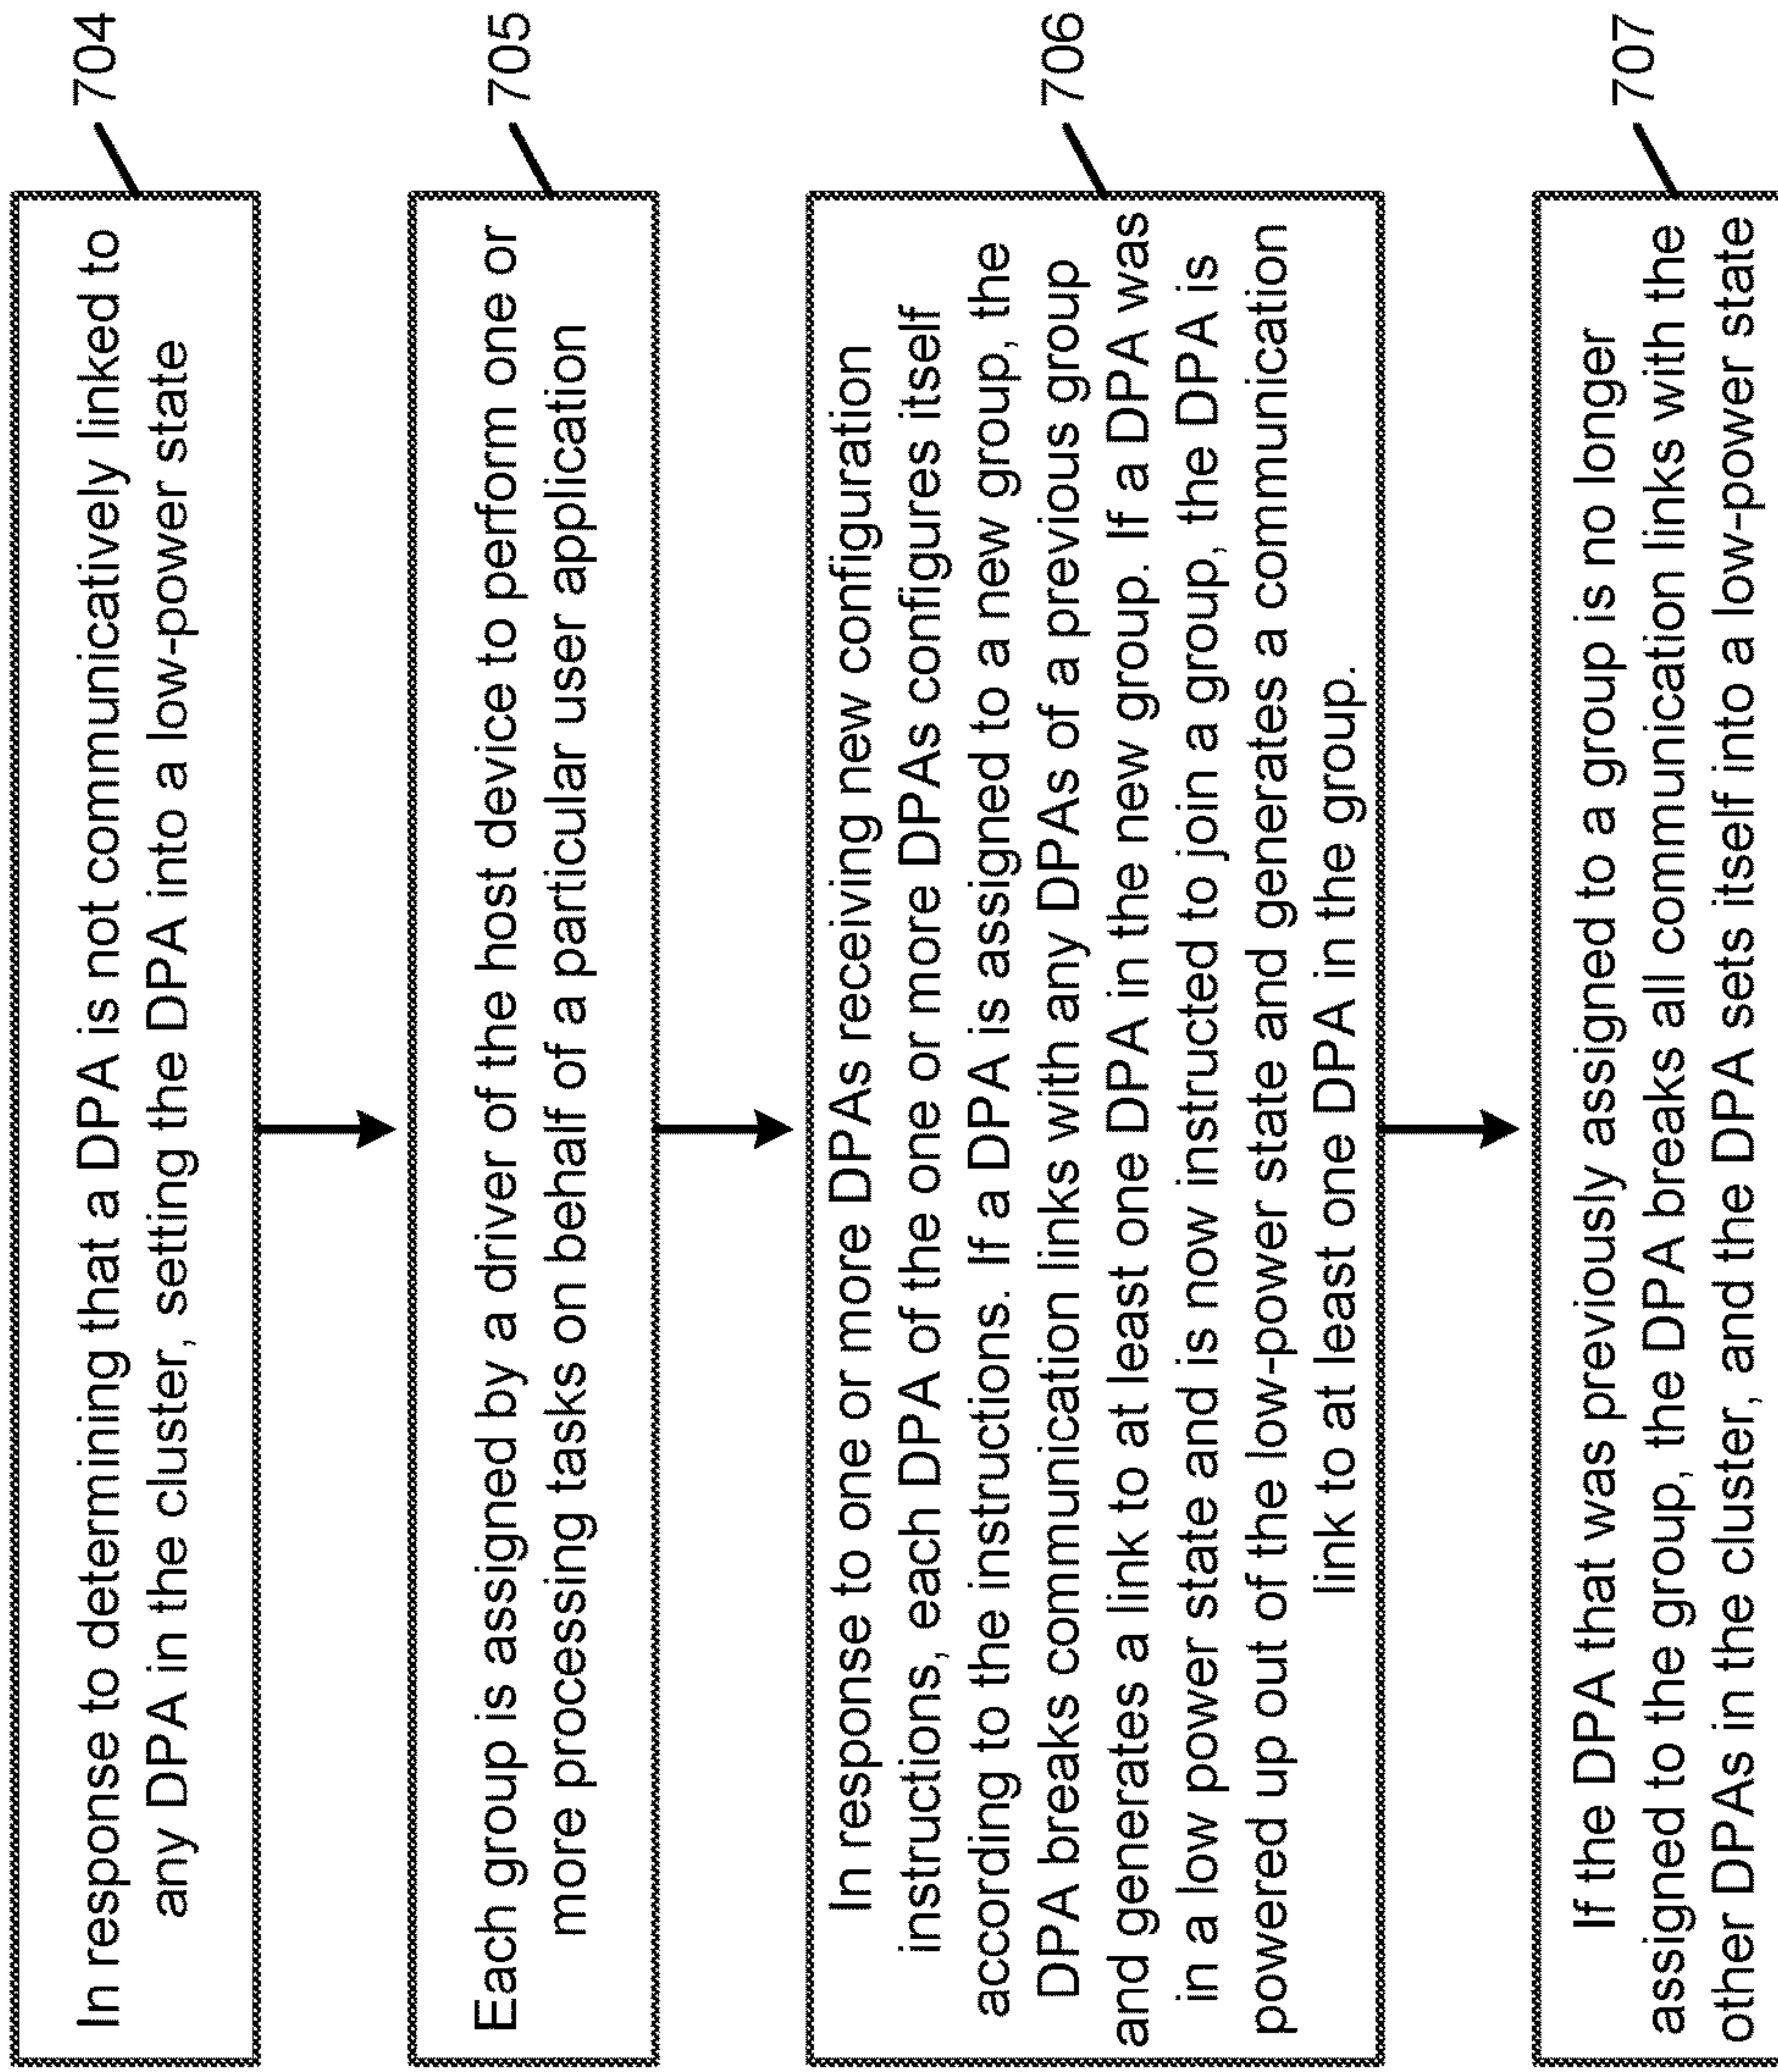 In response to determining that a DPA is not communicatively linked to
any DPA in the cluster, setting the DPA into a low-power state
704
Each group is assigned by a driver of the host device to perform one or
more processing tasks on behalf of a particular user application
705
In response to one or more DPAs receiving new configuration
instructions, each DPA of the one or more DPAs configures itself
according to the instructions. If a DPA is assigned to a new group, the
DPA breaks communication links with any DPAs of a previous group
and generates a link to at least one DPA in the new group. If a DPA was
in a low power state and is now instructed to join a group, the DPA is
powered up out of the low-power state and generates a communication
link to at least one DPA in the group.
706
If the DPA that was previously assigned to a group is no longer
assigned to the group, the DPA breaks all communication links with the
other DPAs in the cluster, and the DPA sets itself into a low-power state
707